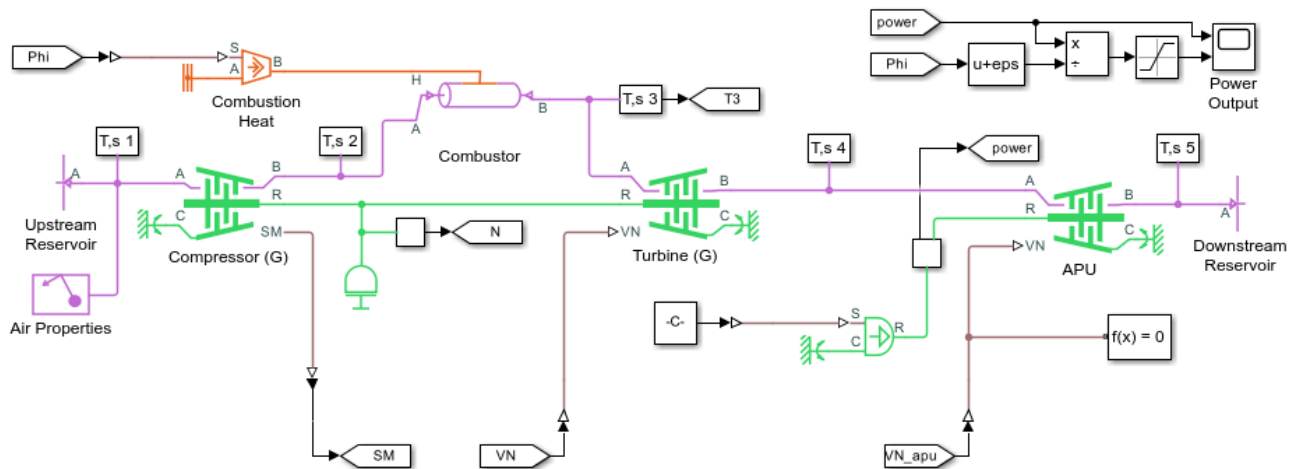 power
Phi
S
B
A
Combustion
Heat
H
A
B
Combustor
T,s 3
T3
Phi
u+eps
x
÷
Power
Output
T,s 1
T,s 2
T,s 4
power
T,s 5
A
Upstream
Reservoir
A
B
R
C
SM
Compressor (G)
N
A
B
R
VN
Turbine (G)
A
B
R
VN
C
APU
A
Downstream
Reservoir
Air Properties
-C-
S
R
C
f(x) = 0
SM
VN
VN_apu